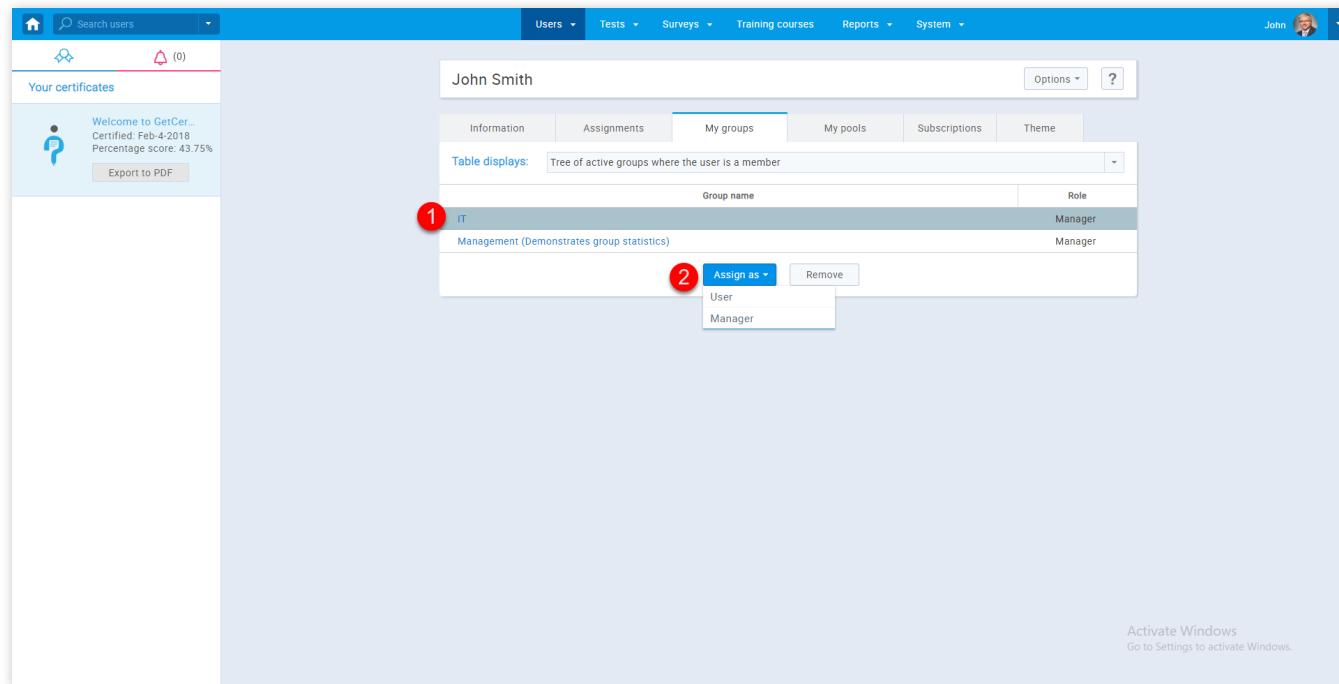 Search users
Users
Tests
Surveys
Training courses
Reports
System
John
(0)
Your certificates
Welcome to GetCer...
Certified: Feb-4-2018
Percentage score: 43.75%
Export to PDF
John Smith
Options
?
Information
Assignments
My groups
My pools
Subscriptions
Theme
Table displays:
Tree of active groups where the user is a member
Group name
Role
1
IT
Manager
Management (Demonstrates group statistics)
Manager
2
Assign as
Remove
User
Manager
Activate Windows
Go to Settings to activate Windows.